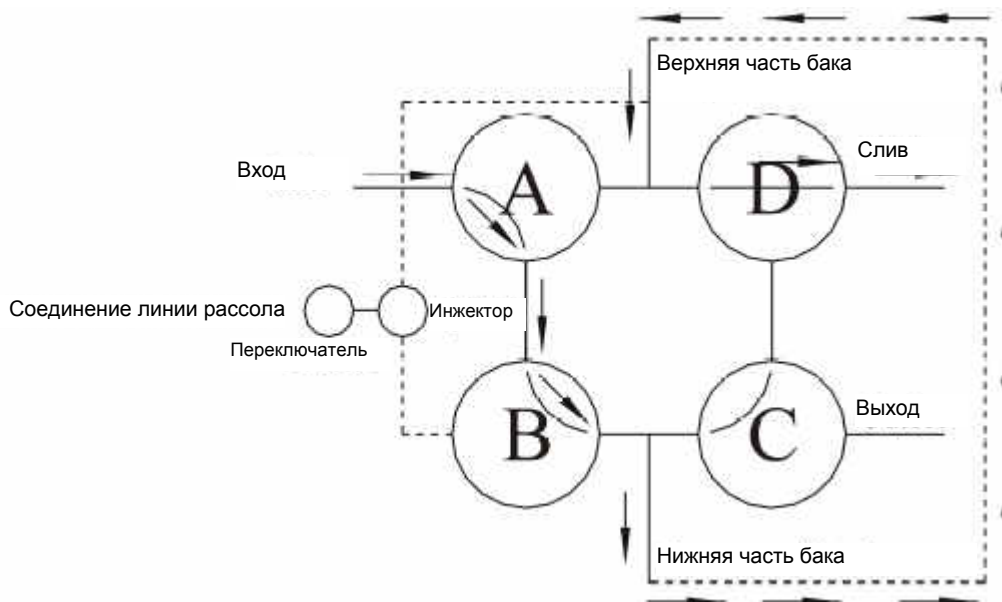 Верхняя часть бака
Вход
A
D
Слив
Соединение линии рассола
Инжектор
Переключатель
B
C
Выход
Нижняя часть бака